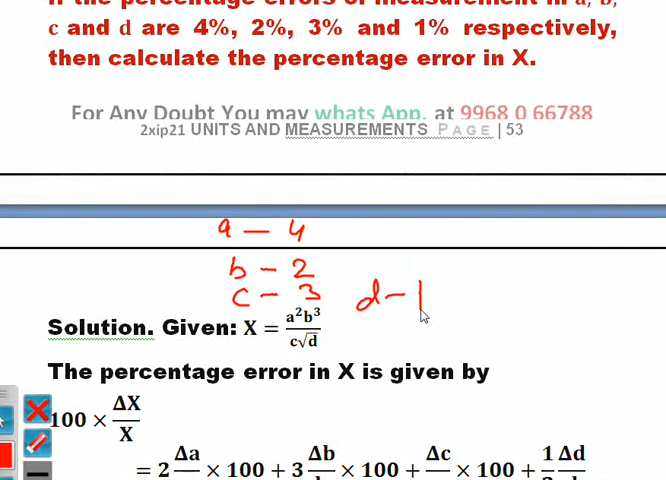 c and d are 4%, 2%, 3% and 1% respectively,
then calculate the percentage error in X.
For Any Doubt You may whats App. at 9968 0 66788
2xip21 UNITS AND MEASUREMENTS PAGE | 53
a — 4
b - 2
c - 3 d - 1
Solution. Given: X = a²b³ / c√d
The percentage error in X is given by
100 × ΔX / X
= 2 Δa × 100 + 3 Δb × 100 + Δc × 100 + 1 Δd